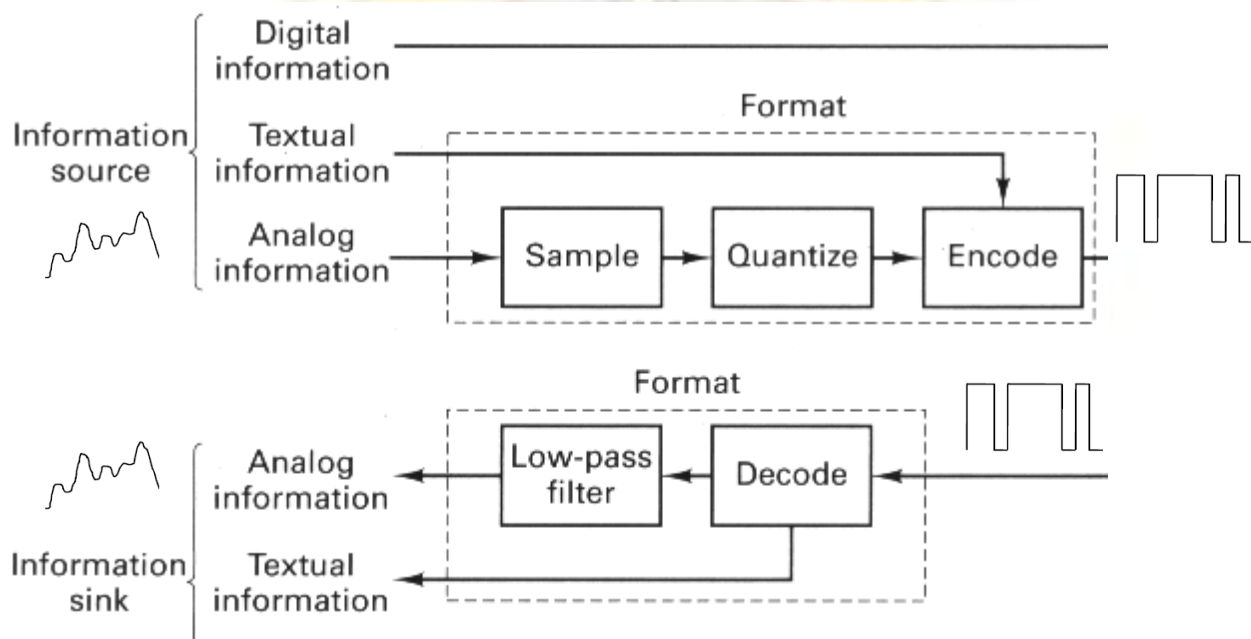 Digital
information
Format
Information
source
Textual
information
Analog
information
Sample
Quantize
Encode
Format
Analog
information
Low-pass
filter
Decode
Information
sink
Textual
information